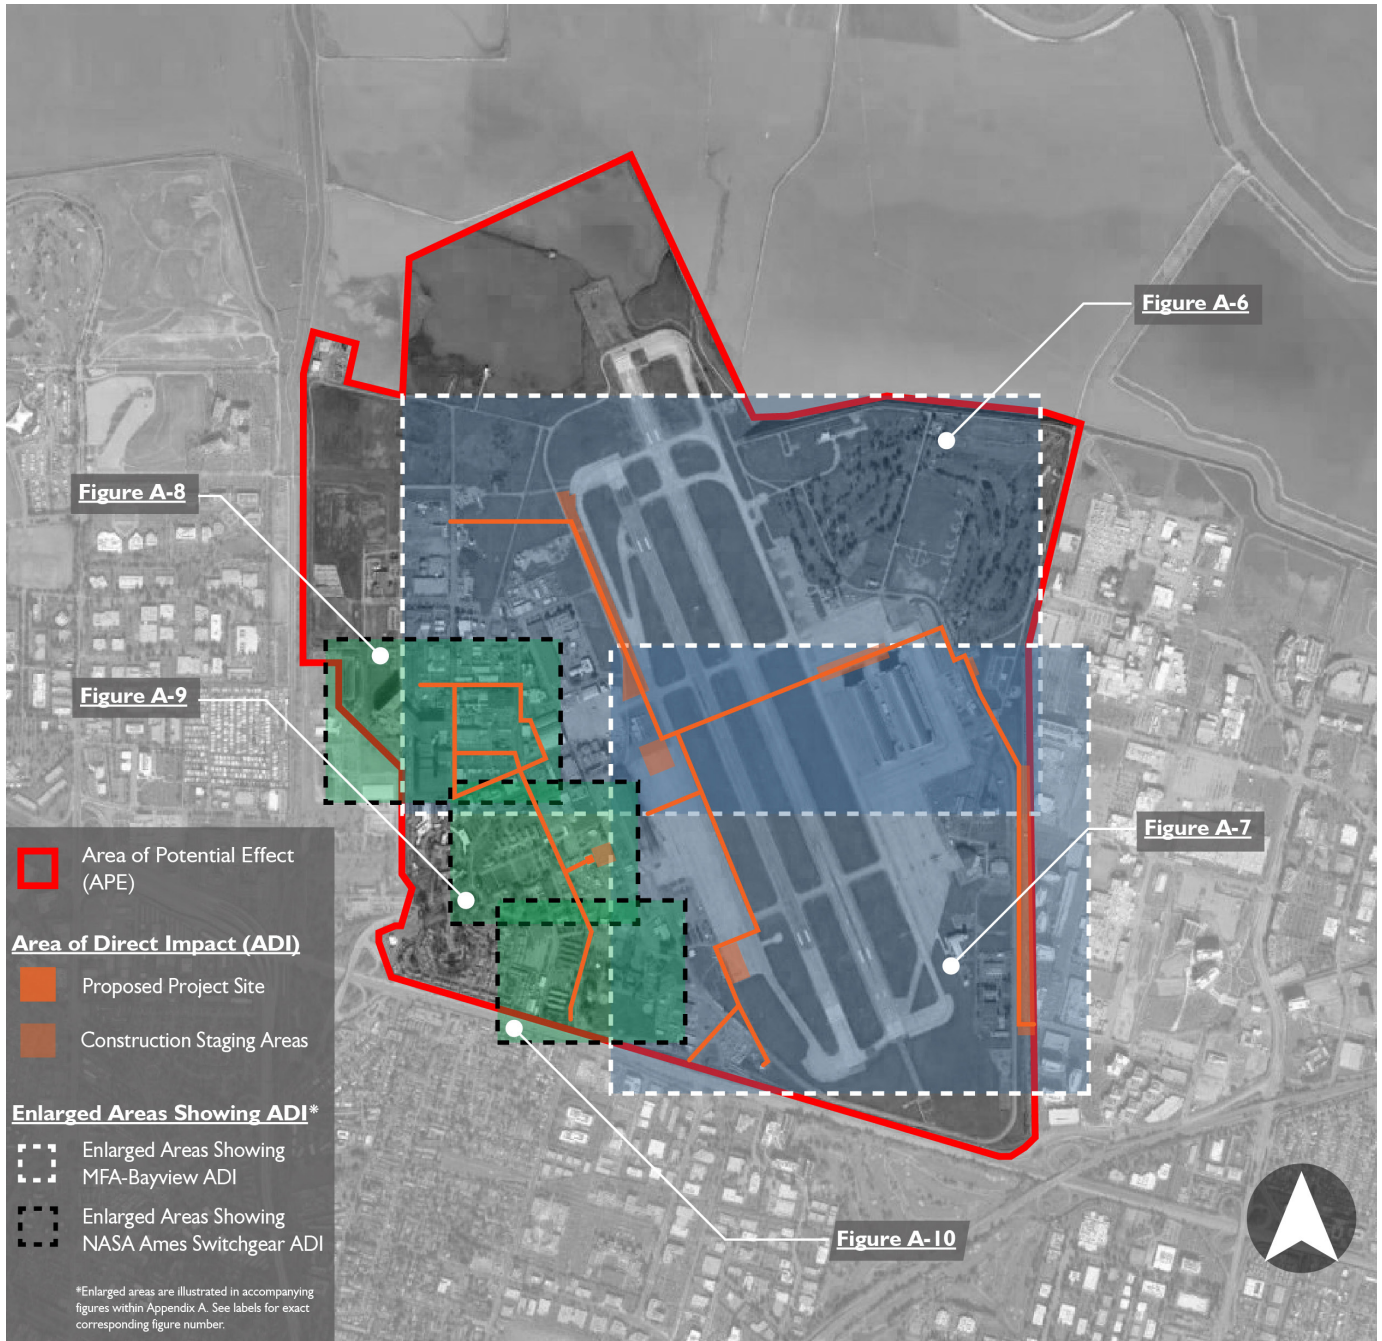 Figure A-6
Figure A-8
Figure A-9
Figure A-7
Area of Potential Effect
(APE)
Area of Direct Impact (ADI)
Proposed Project Site
Construction Staging Areas
Enlarged Areas Showing ADI*
Enlarged Areas Showing
MFA-Bayview ADI
Enlarged Areas Showing
NASA Ames Switchgear ADI
*Enlarged areas are illustrated in accompanying
figures within Appendix A. See labels for exact
corresponding figure number.
Figure A-10